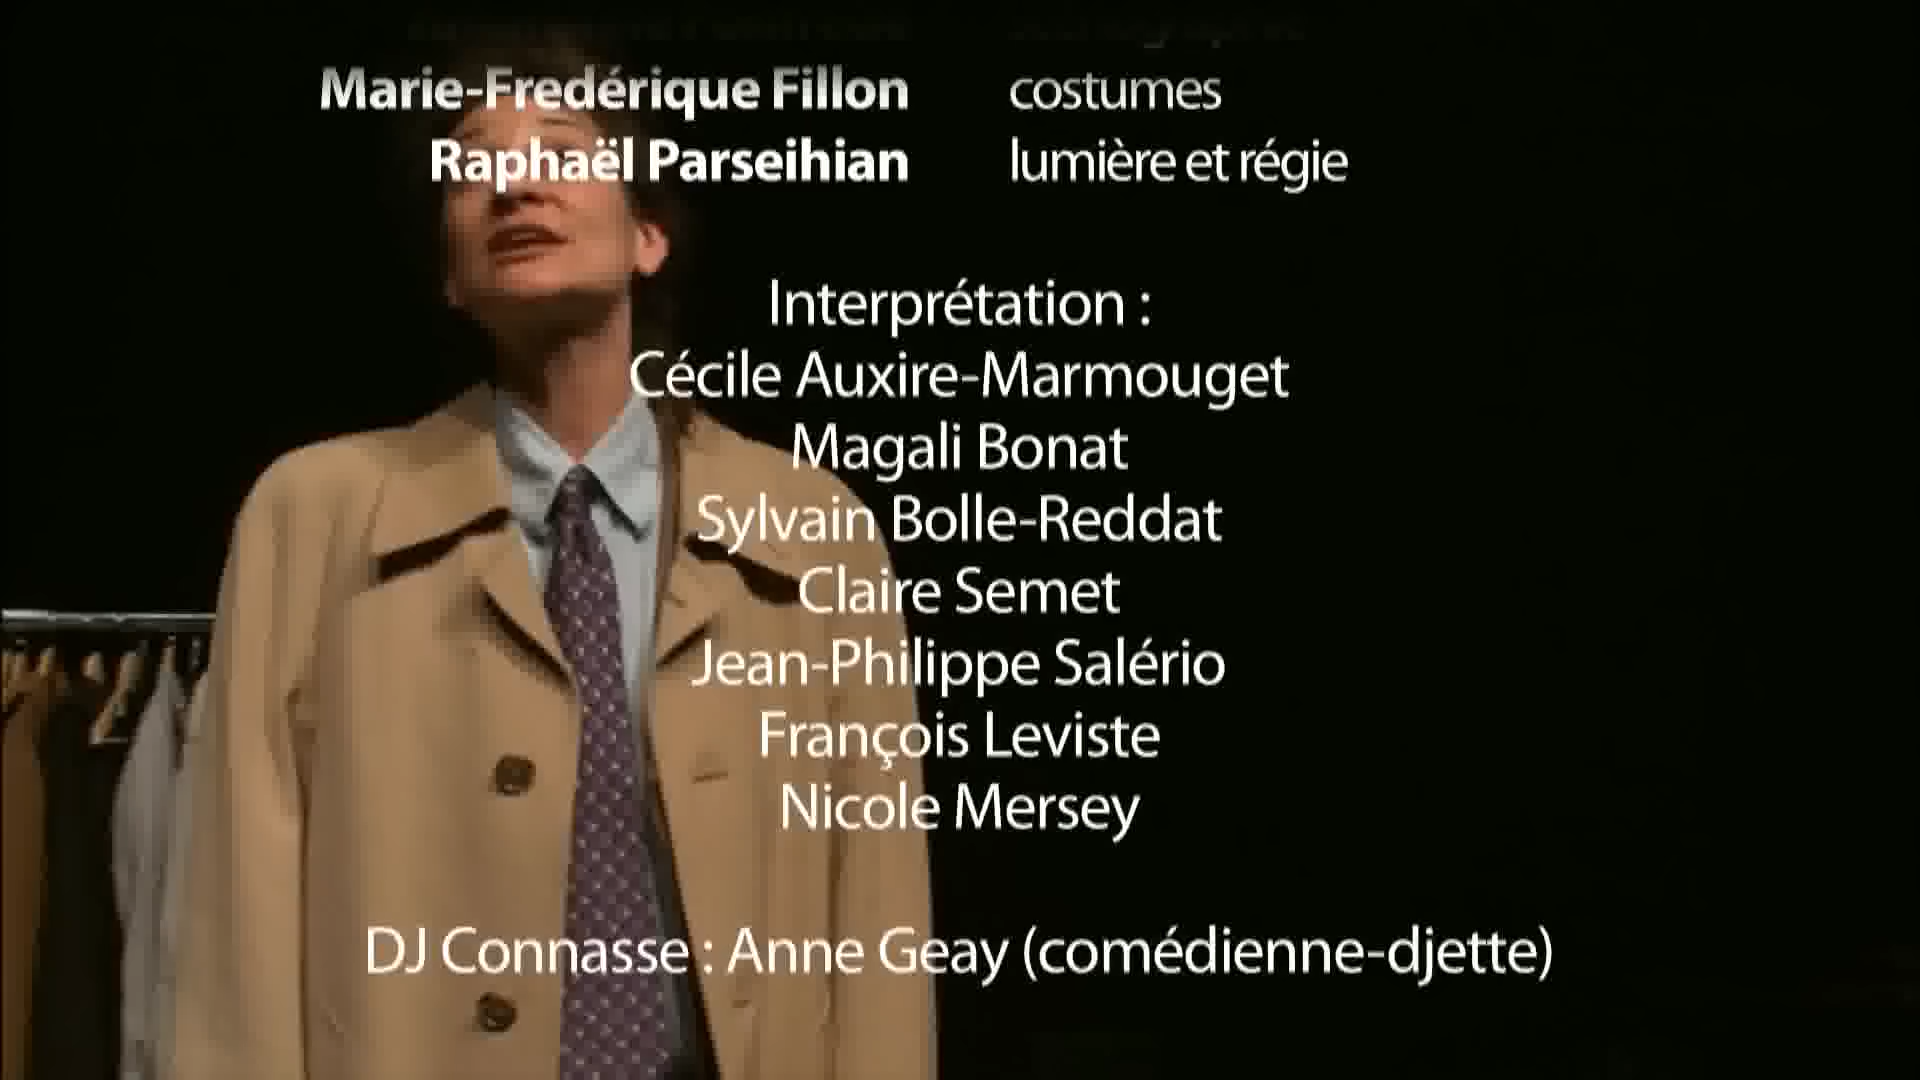 Marie-Fredérique Fillon costumes
Raphaël Parseihian lumière et régie
Interprétation :
Cécile Auxire-Marmouget
Magali Bonat
Sylvain Bolle-Reddat
Claire Semet
Jean-Philippe Salério
François Leviste
Nicole Mersey
DJ Connasse : Anne Geay (comédienne-djette)